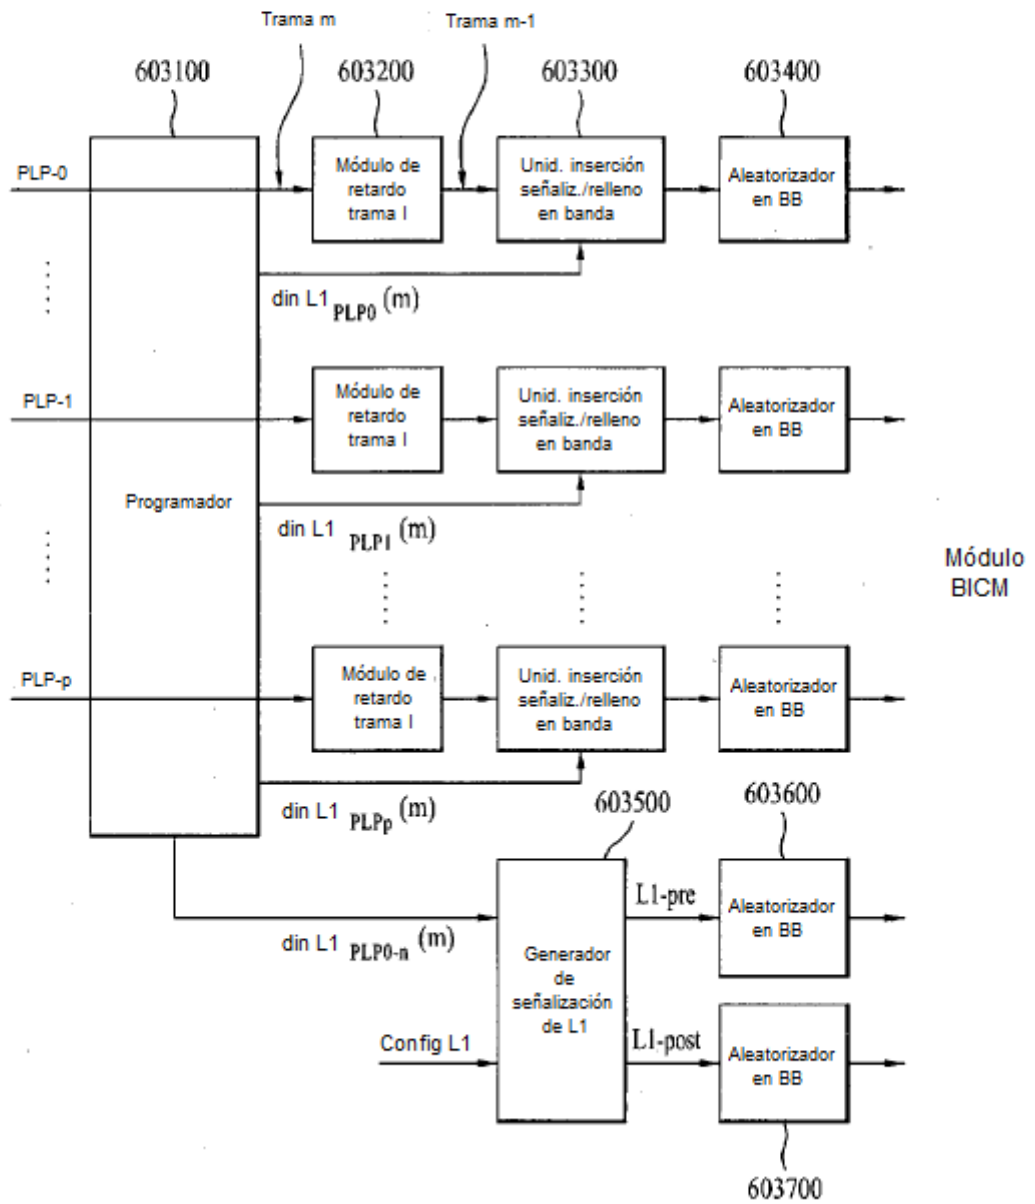 Trama m
Trama m-1
603100
603200
603300
603400
PLP-0
Módulo de
retardo
trama I
Unid. inserción
señaliz./relleno
en banda
Aleatorizador
en BB
din L1 PLP0 (m)
PLP-1
Módulo de
retardo
trama I
Unid. inserción
señaliz./relleno
en banda
Aleatorizador
en BB
Programador
din L1 PLP1 (m)
Módulo
BICM
PLP-p
Módulo de
retardo
trama I
Unid. inserción
señaliz./relleno
en banda
Aleatorizador
en BB
din L1 PLPp (m)
603500
603600
L1-pre
Aleatorizador
en BB
din L1 PLP0-n (m)
Generador
de
señalización
de L1
Config L1
L1-post
Aleatorizador
en BB
603700